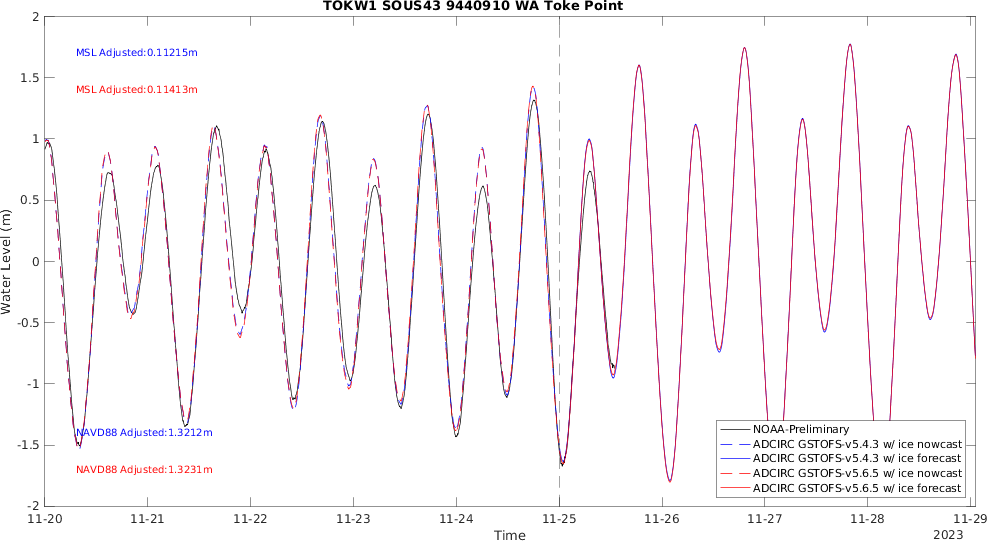 TOKW1 SOUS43 9440910 WA Toke Point
MSL Adjusted:0.11215m
MSL Adjusted:0.11413m
NAVD88 Adjusted:1.3212m
NAVD88 Adjusted:1.3231m
Water Level (m)
2
1.5
1
0.5
0
-0.5
-1
-1.5
-2
NOAA-Preliminary
ADCIRC GSTOFS-v5.4.3 w/ ice nowcast
ADCIRC GSTOFS-v5.4.3 w/ ice forecast
ADCIRC GSTOFS-v5.6.5 w/ ice nowcast
ADCIRC GSTOFS-v5.6.5 w/ ice forecast
11-20 11-21 11-22 11-23 11-24 11-25 11-26 11-27 11-28 11-29
Time
2023